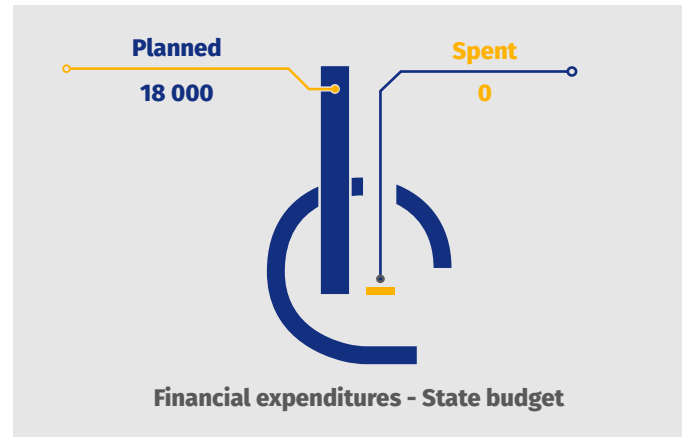 Planned
18 000
Spent
0
Financial expenditures - State budget